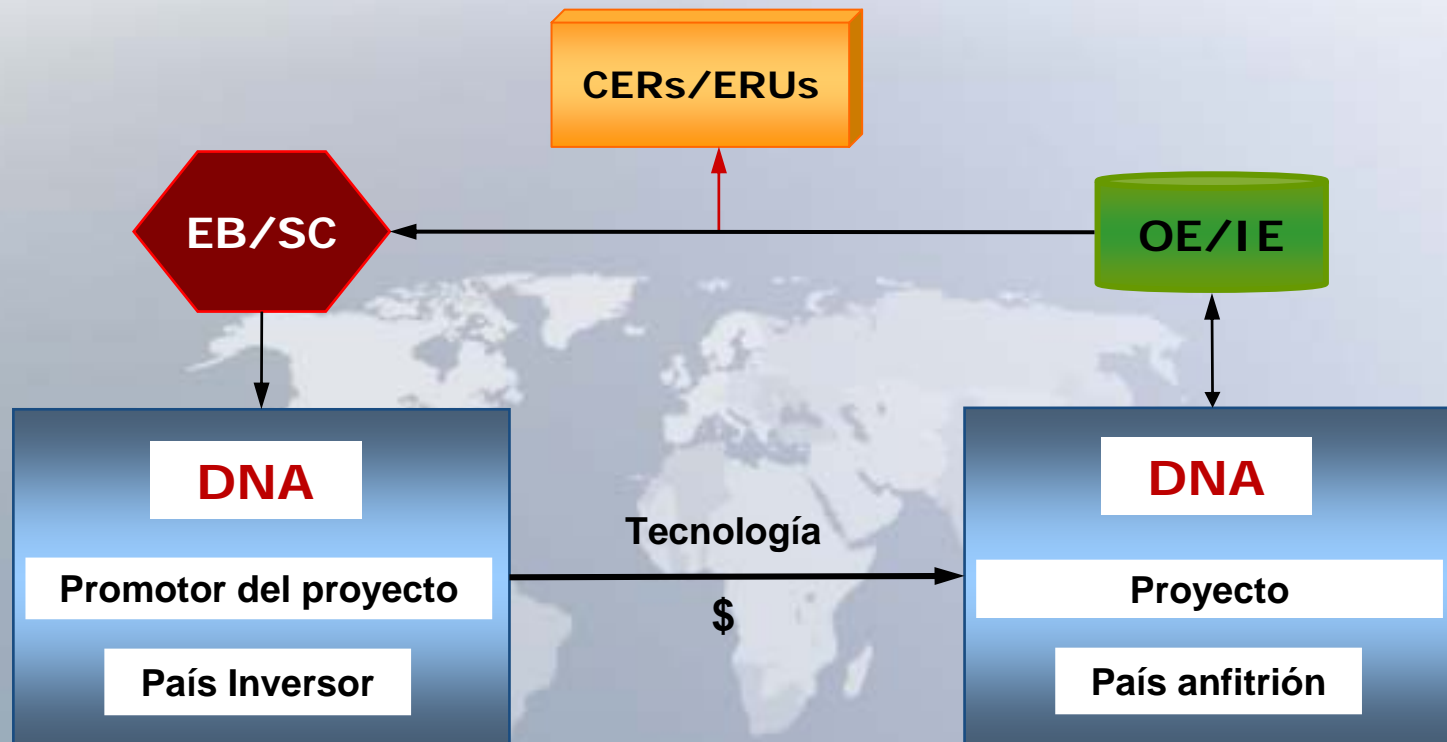 CERs/ERUs
EB/SC
OE/IE
DNA
Promotor del proyecto
País Inversor
Tecnología
$
DNA
Proyecto
País anfitrión